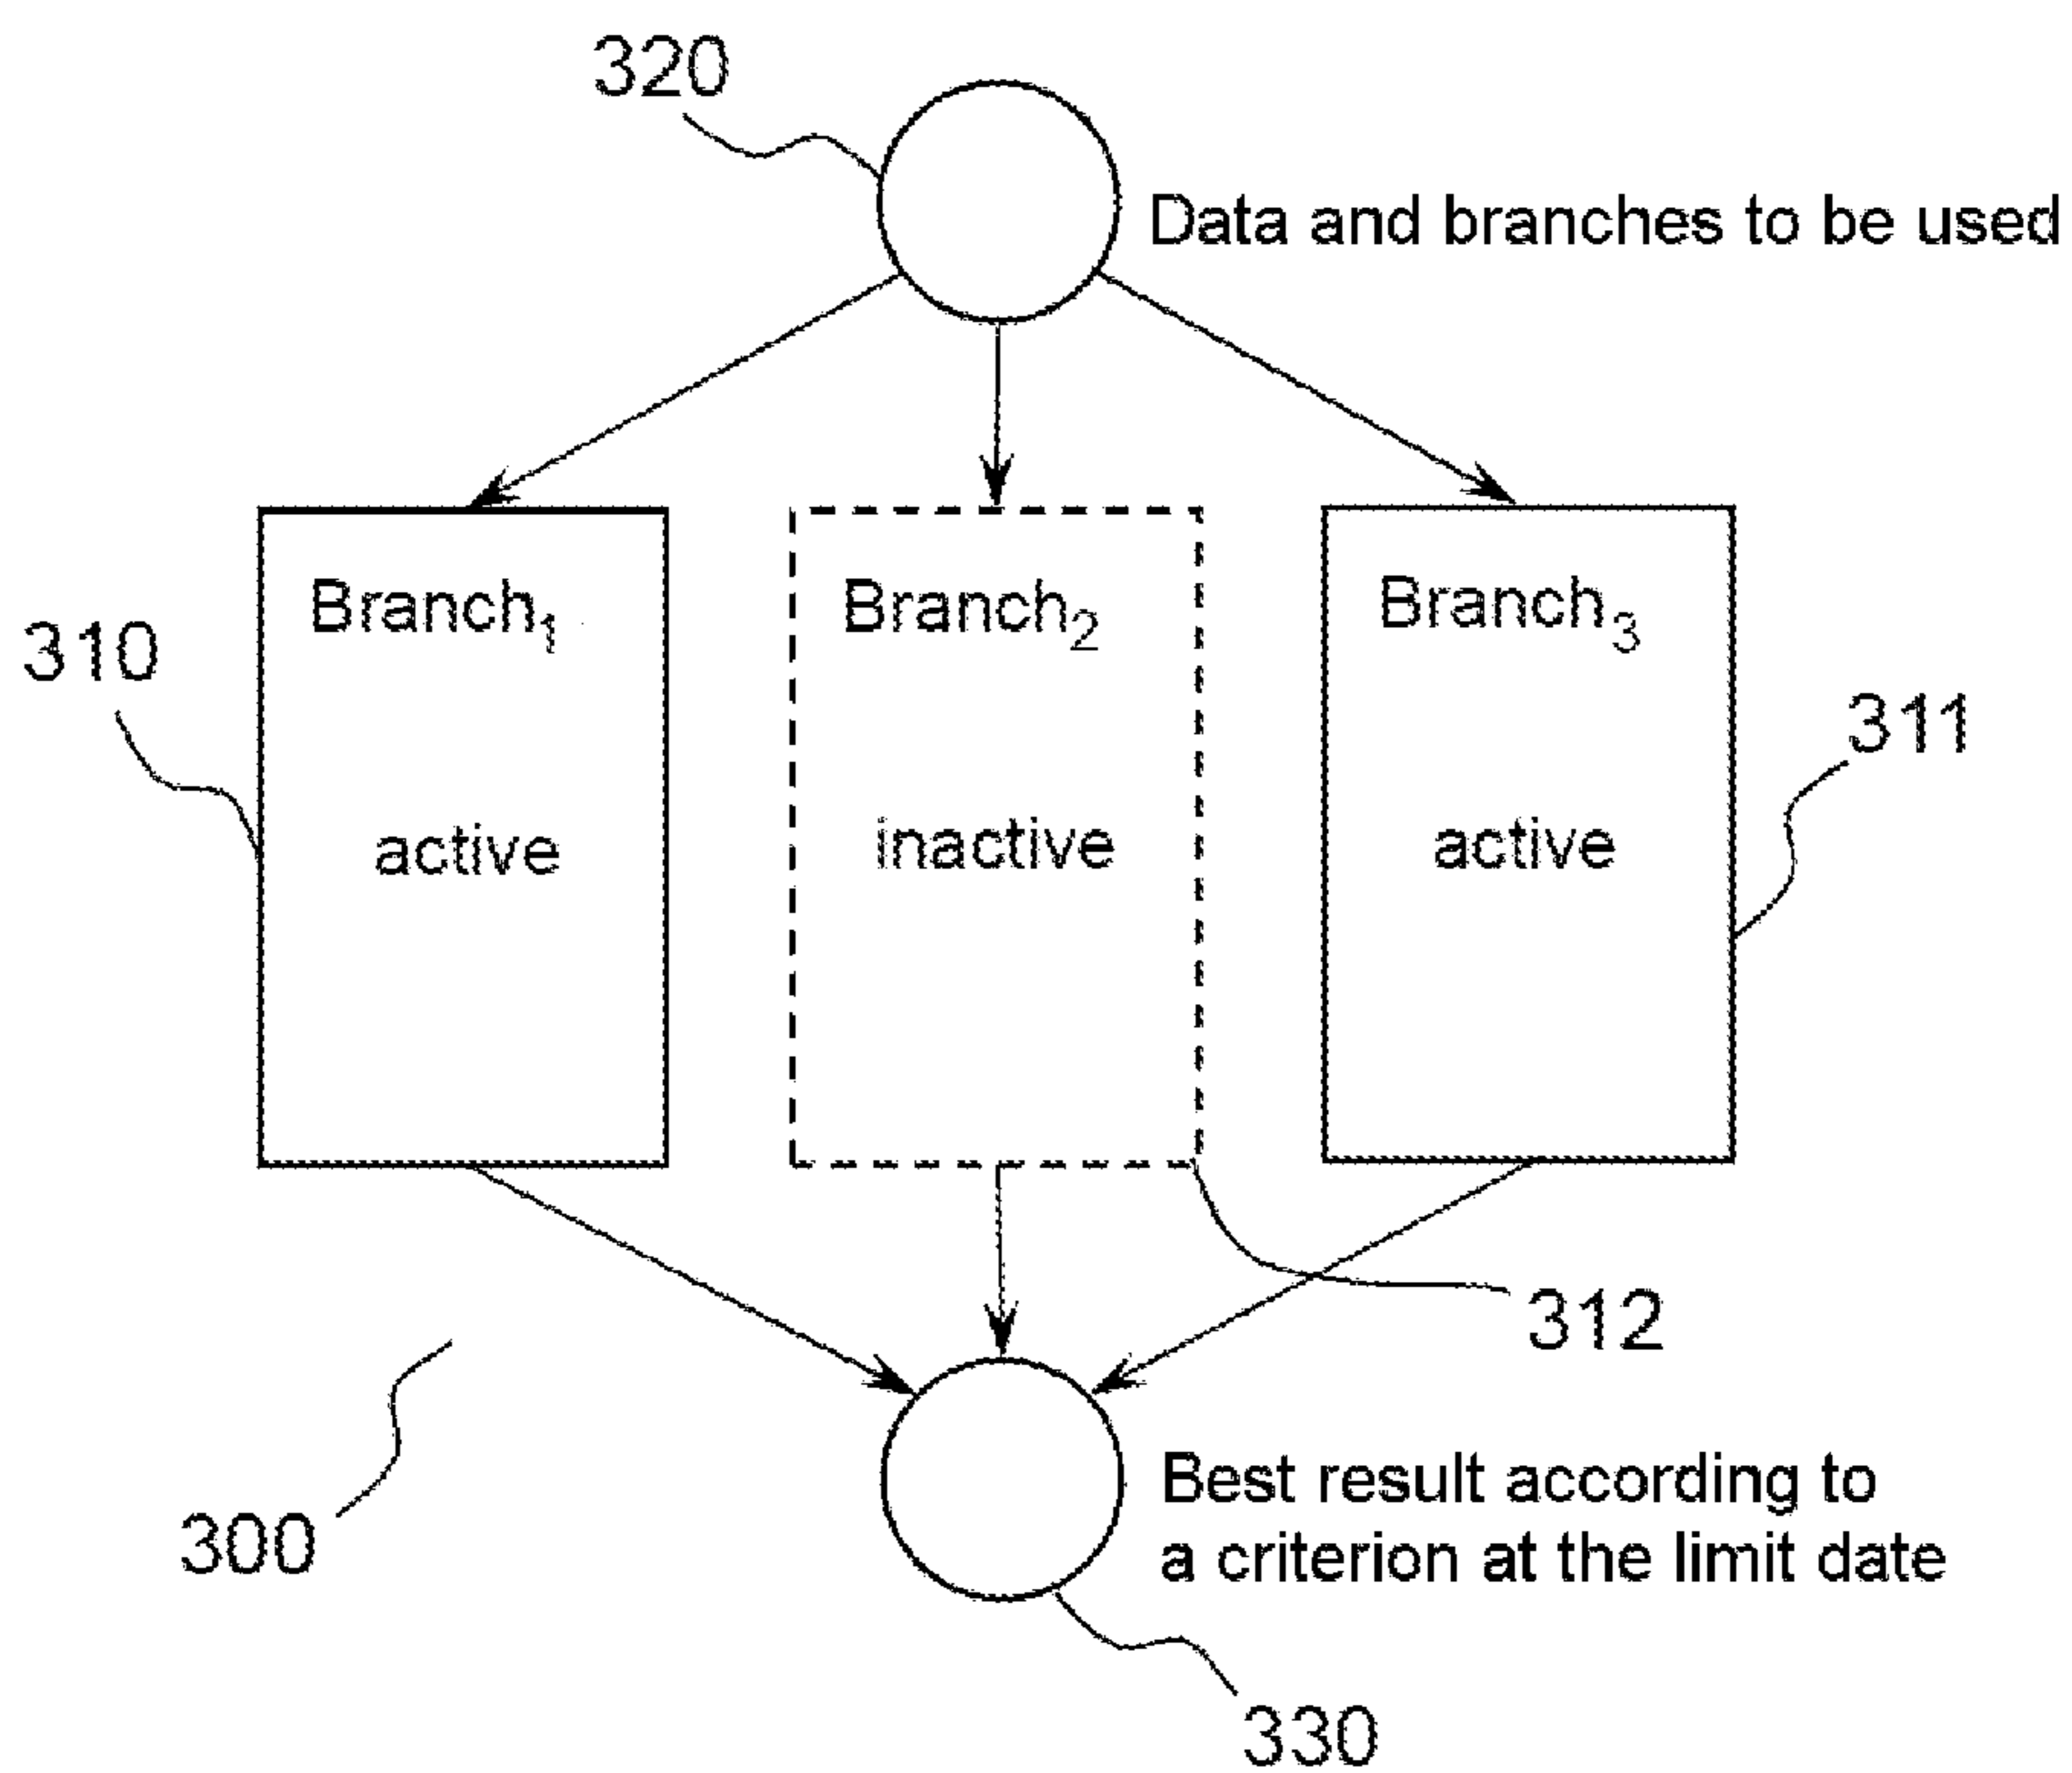 320
Data and branches to be used
Branch₁
Branch₂
Branch₃
310
311
active
inactive
active
312
300
Best result according to
a criterion at the limit date
330